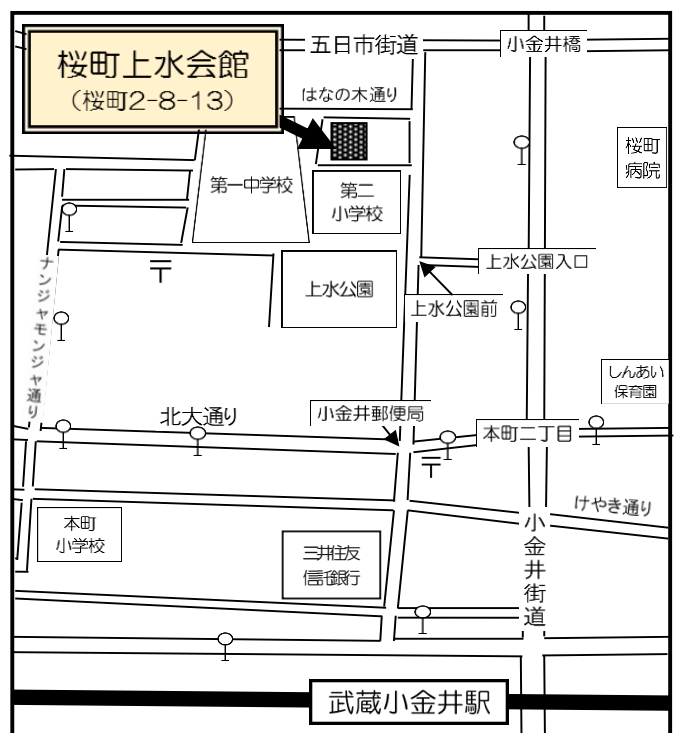 五日市街道
小金井橋
桜町上水会館
（桜町2-8-13）
はなの木通り
桜町
病院
第一中学校
第二
小学校
〒
上水公園入口
上水公園
上水公園前
ナンジャモンジャ通り
しんあい
保育園
北大通り
小金井郵便局
本町二丁目
〒
けやき通り
本町
小学校
小金井街道
三井住友
信託銀行
武蔵小金井駅